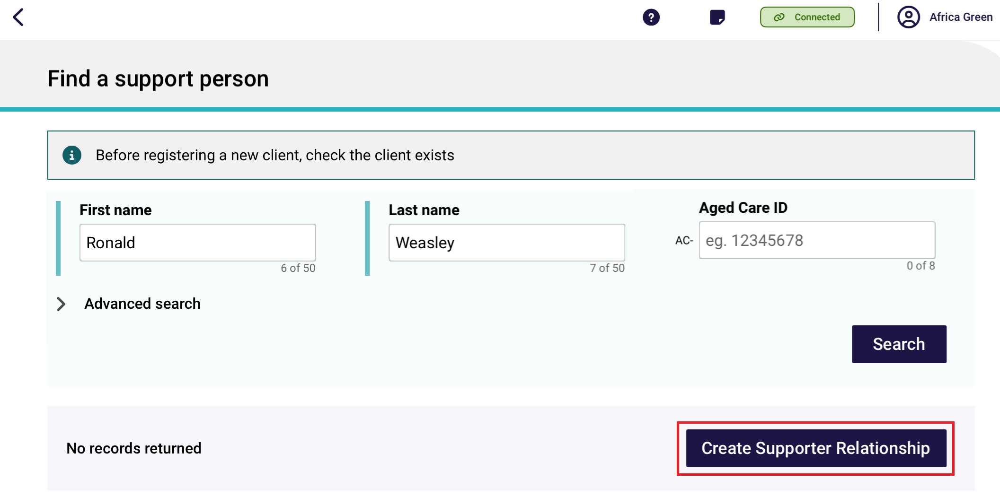 Connected
Africa Green
Find a support person
Before registering a new client, check the client exists
First name
Last name
Aged Care ID
Ronald
Weasley
AC-
eg. 12345678
6 of 50
7 of 50
0 of 8
Advanced search
Search
No records returned
Create Supporter Relationship